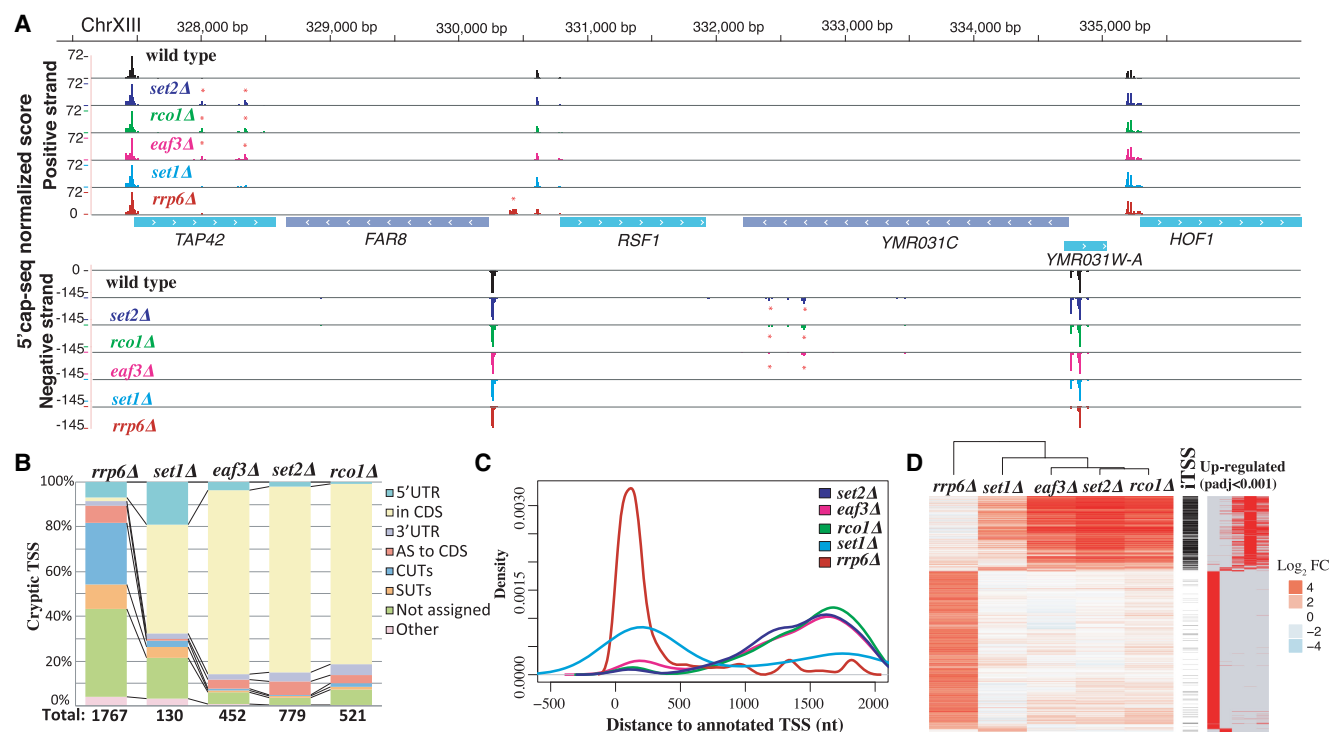 A
ChrXIII
328,000 bp
329,000 bp
330,000 bp
331,000 bp
332,000 bp
333,000 bp
334,000 bp
335,000 bp
5'cap-seq normalized score
Positive strand
72
wild type
72
set2Δ
72
rco1Δ
72
eaf3Δ
72
set1Δ
72
rrp6Δ
0
TAP42
FAR8
RSF1
YMR031C
YMR031W-A
HOF1
Negative strand
0
wild type
-145
set2Δ
-145
rco1Δ
-145
eaf3Δ
-145
set1Δ
-145
rrp6Δ
-145
B
rrp6Δ set1Δ eaf3Δ set2Δ rco1Δ
Cryptic TSS
100%
80%
60%
40%
20%
0%
5'UTR
in CDS
3'UTR
AS to CDS
CUTs
SUTs
Not assigned
Other
Total: 1767 130 452 779 521
C
Density
0.0030
0.0015
0.0000
set2Δ
eaf3Δ
rco1Δ
set1Δ
rrp6Δ
-500 0 500 1000 1500 2000
Distance to annotated TSS (nt)
D
rrp6Δ set1Δ eaf3Δ set2Δ rco1Δ
iTSS
Up-regulated
(padj<0.001)
Log2 FC
4
2
0
−2
−4